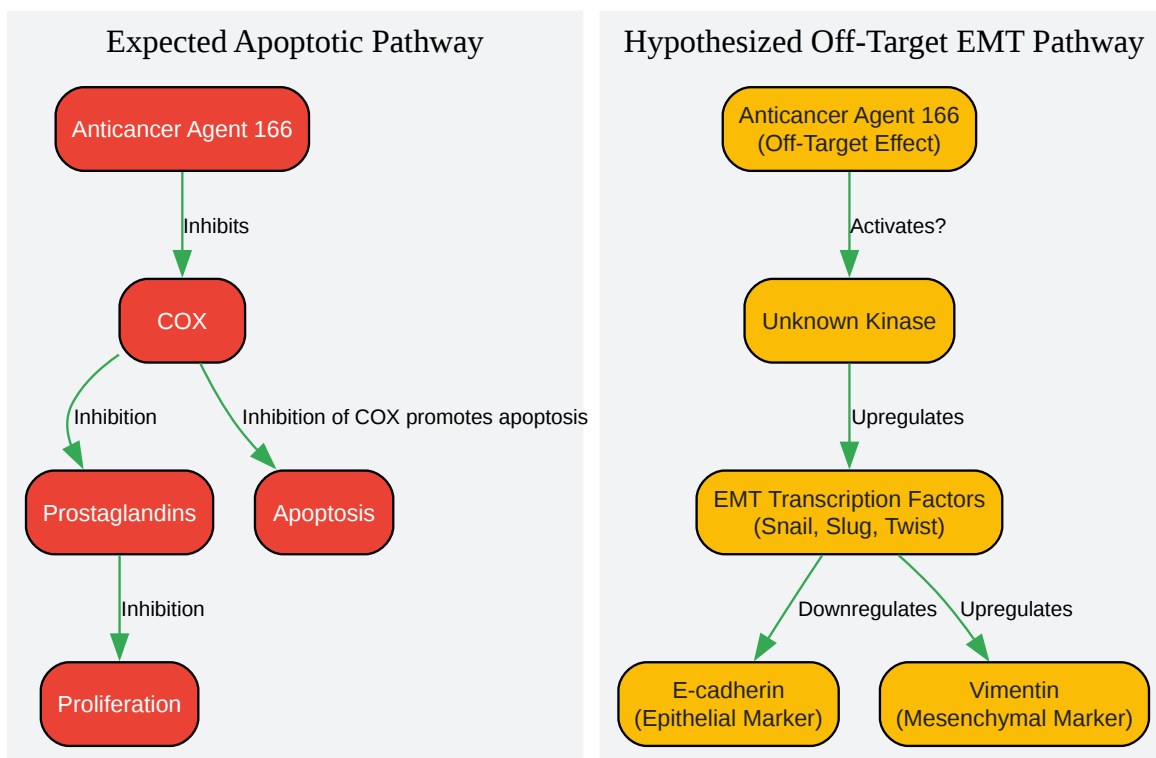 Expected Apoptotic Pathway
Anticancer Agent 166
Inhibits
COX
Inhibition
Inhibition of COX promotes apoptosis
Prostaglandins
Apoptosis
Inhibition
Proliferation
Hypothesized Off-Target EMT Pathway
Anticancer Agent 166
(Off-Target Effect)
Activates?
Unknown Kinase
Upregulates
EMT Transcription Factors
(Snail, Slug, Twist)
Downregulates
Upregulates
E-cadherin
(Epithelial Marker)
Vimentin
(Mesenchymal Marker)